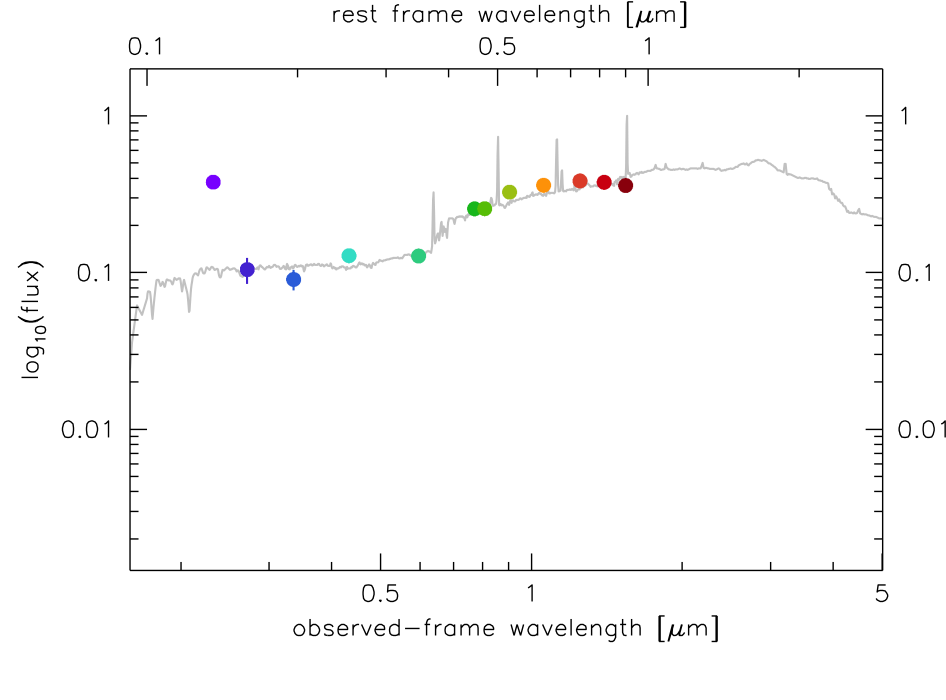 rest frame wavelength [μm]
0.1 0.5 1
1 1
0.1 0.1
0.01 0.01
log10(flux)
0.5 1 5
observed-frame wavelength [μm]